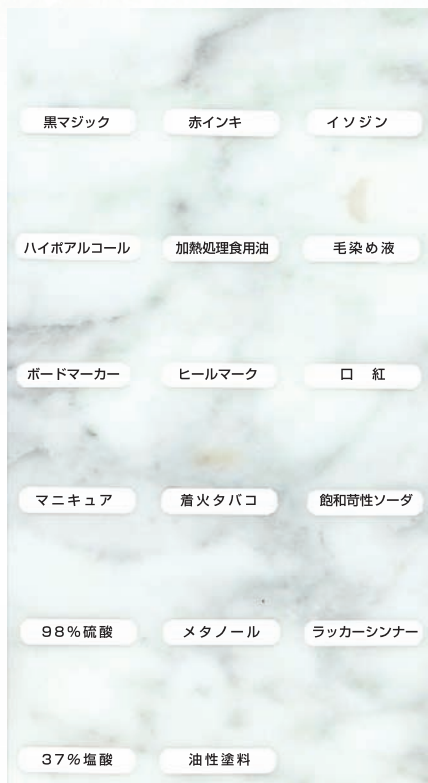 黒マジック
赤インキ
イソジン
ハイポアルコール
加熱処理食用油
毛染め液
ボードマーカー
ヒールマーク
口　紅
マニキュア
着火タバコ
飽和苛性ソーダ
98%硫酸
メタノール
ラッカーシンナー
37%塩酸
油性塗料